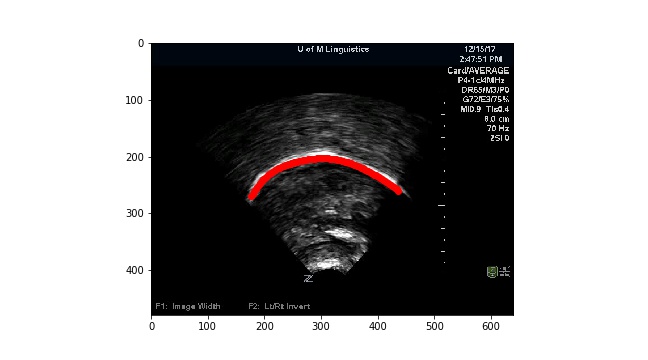 0
100
200
300
400
0
100
200
300
400
500
600
U of M Linguistics
12/15/17
2:47:51 PM
Card/AVERAGE
P4-1c/4MHz
DR65/M3/P0
G72/E3/75%
MI0.9 TIs0.4
8.0 cm
70 Hz
ZSI 0
Z
F1: Image Width
F2: Lt/Rt Invert